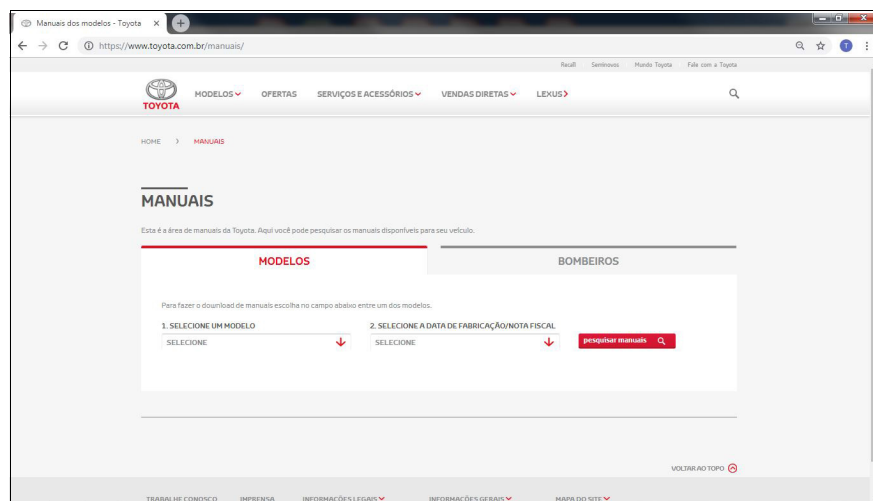 Manuais dos modelos - Toyota
https://www.toyota.com.br/manuais/
T
Recall Seminovos Mundo Toyota Fale com a Toyota
TOYOTA
MODELOS OFERTAS SERVIÇOS E ACESSÓRIOS VENDAS DIRETAS LEXUS
HOME MANUAIS
MANUAIS
Esta é a área de manuais da Toyota. Aqui você pode pesquisar os manuais disponíveis para seu veículo.
MODELOS BOMBEIROS
Para fazer o download de manuais escolha no campo abaixo entre um dos modelos.
1. SELECIONE UM MODELO 2. SELECIONE A DATA DE FABRICAÇÃO/NOTA FISCAL
SELECIONE SELECIONE pesquisar manuais
VOLTAR AO TOPO
TRABALHE CONOSCO IMPRENSA INFORMAÇÕES LEGAIS INFORMAÇÕES GERAIS MAPA DO SITE